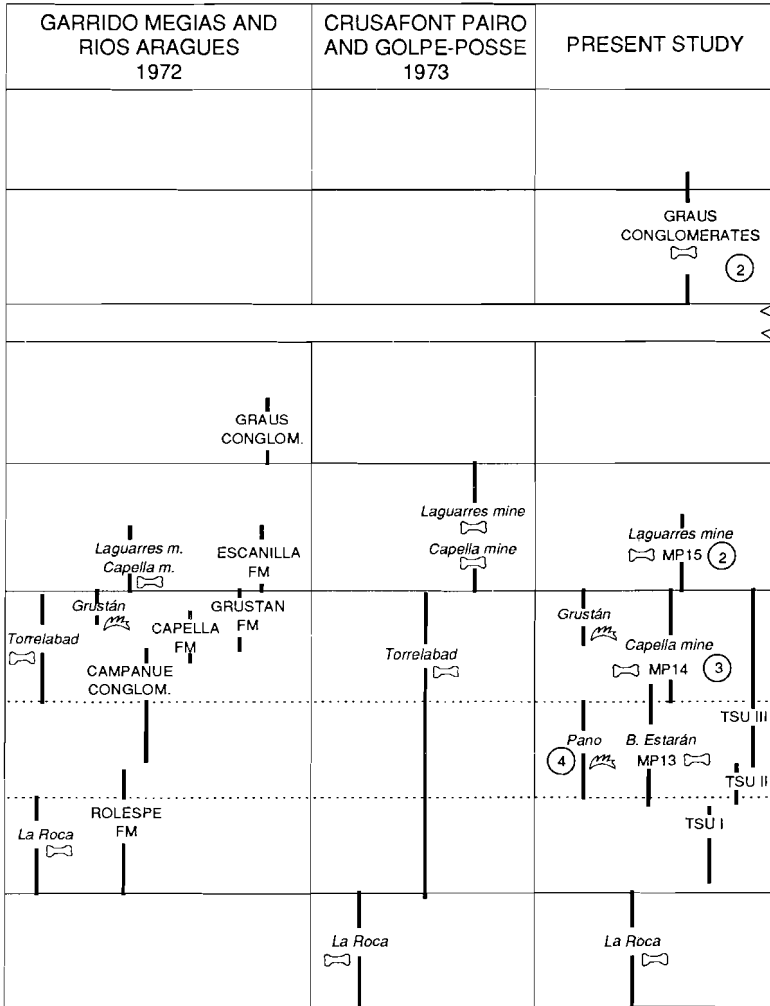 GARRIDO MEGIAS AND
RIOS ARAGUES
1972
CRUSAFONT PAIRO
AND GOLPE-POSSE
1973
PRESENT STUDY
GRAUS
CONGLOMERATES
2
GRAUS
CONGLOM.
Laguarres m.
Capella m.
ESCANILLA
FM
Grustán
CAPELLA
FM
GRUSTAN
FM
Torrelabad
CAMPANUE
CONGLOM.
ROLESPE
FM
La Roca
Laguarres mine
Capella mine
Torrelabad
La Roca
Laguarres mine
MP15 2
Grustán
Capella mine
MP14 3
TSU III
Pano
4
B. Estarán
MP13
TSU II
TSU I
La Roca